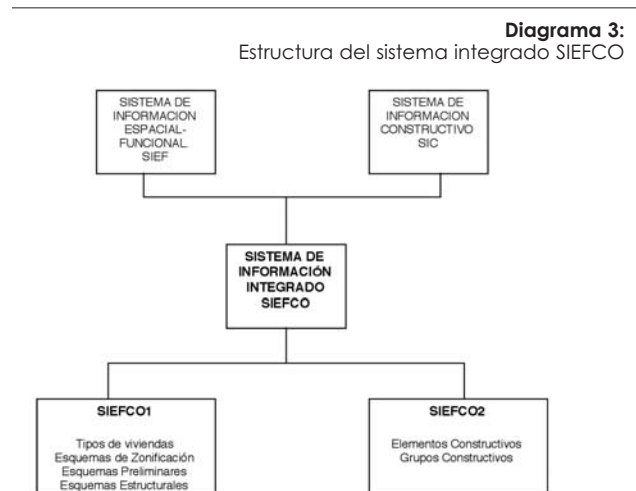 Diagrama 3:
Estructura del sistema integrado SIEFCO
SISTEMA DE
INFORMACION
ESPACIAL-
FUNCIONAL
SIEF
SISTEMA DE
INFORMACION
CONSTRUCTIVO
SIC
SISTEMA DE
INFORMACIÓN
INTEGRADO
SIEFCO
SIEFCO1
Tipos de viviendas
Esquemas de Zonificación
Esquemas Preliminares
Esquemas Estructurales
SIEFCO2
Elementos Constructivos
Grupos Constructivos